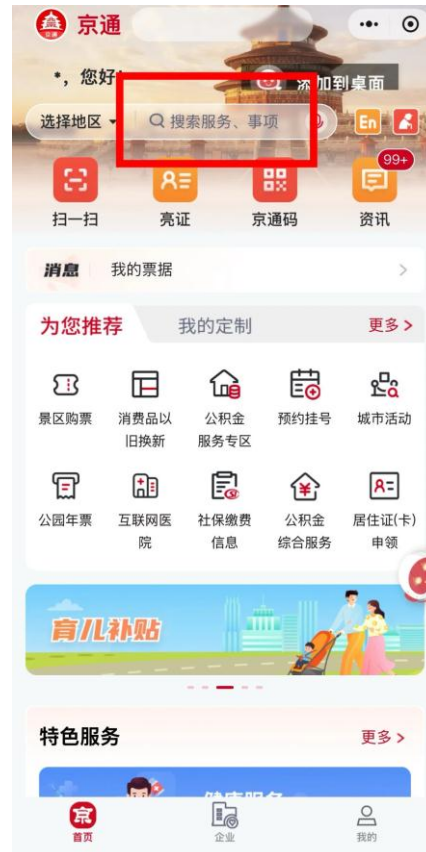 京通
*，您好
添加到桌面
选择地区
搜索服务、事项
En
99+
扫一扫
亮证
京通码
资讯
消息
我的票据
为您推荐
我的定制
更多
景区购票
消费品以旧换新
公积金服务专区
预约挂号
城市活动
公园年票
互联网医院
社保缴费信息
公积金综合服务
居住证(卡)申领
育儿补贴
特色服务
更多
健康服务
京
首页
企业
我的